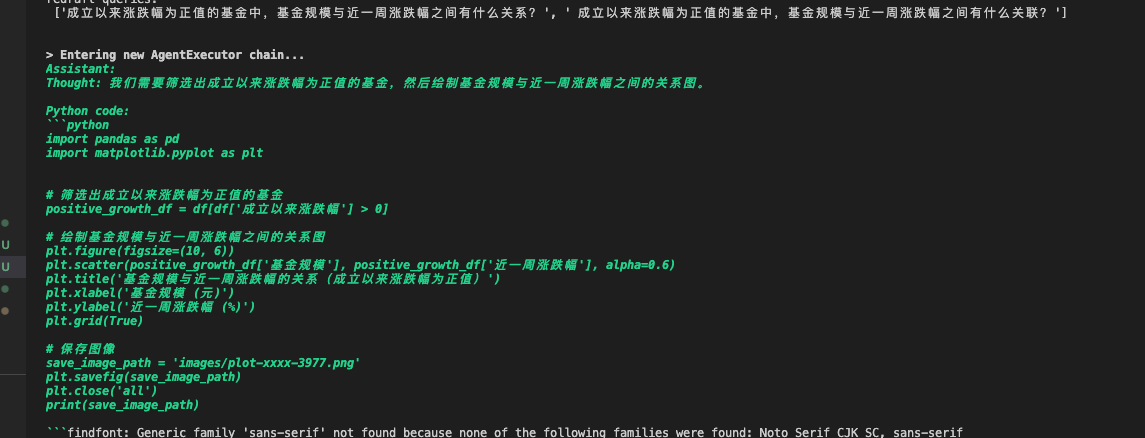 ['成立以来涨跌幅为正值的基金中，基金规模与近一周涨跌幅之间有什么关系？', ' 成立以来涨跌幅为正值的基金中，基金规模与近一周涨跌幅之间有什么关联？']
> Entering new AgentExecutor chain...
Assistant:
Thought: 我们需要筛选出成立以来涨跌幅为正值的基金，然后绘制基金规模与近一周涨跌幅之间的关系图。
Python code:
```python
import pandas as pd
import matplotlib.pyplot as plt
# 筛选出成立以来涨跌幅为正值的基金
positive_growth_df = df[df['成立以来涨跌幅'] > 0]
# 绘制基金规模与近一周涨跌幅之间的关系图
plt.figure(figsize=(10, 6))
plt.scatter(positive_growth_df['基金规模'], positive_growth_df['近一周涨跌幅'], alpha=0.6)
plt.title('基金规模与近一周涨跌幅的关系（成立以来涨跌幅为正值）')
plt.xlabel('基金规模 (元)')
plt.ylabel('近一周涨跌幅 (%)')
plt.grid(True)
# 保存图像
save_image_path = 'images/plot-xxxx-3977.png'
plt.savefig(save_image_path)
plt.close('all')
print(save_image_path)
U
U
```findfont: Generic family 'sans-serif' not found because none of the following families were found: Noto Serif CJK SC, sans-serif